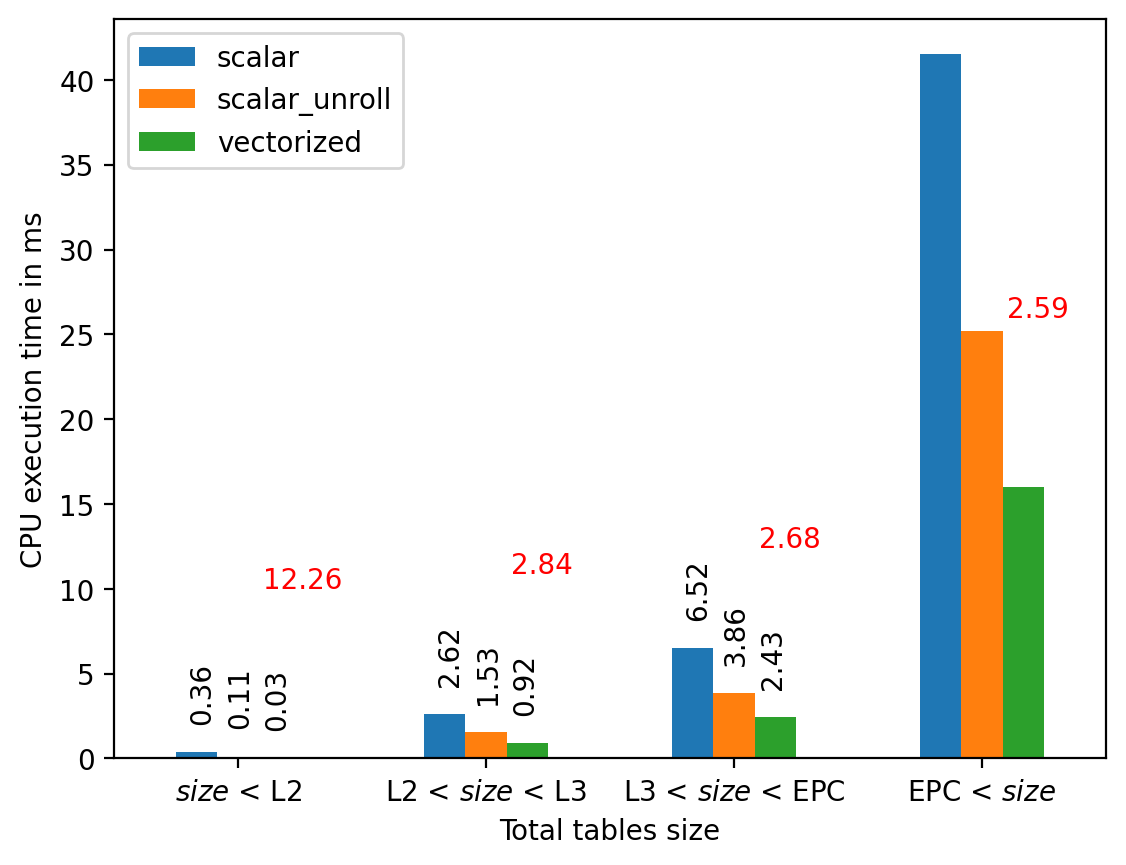 scalar
scalar_unroll
vectorized
CPU execution time in ms
40
35
30
25
20
15
10
5
0
0.36
0.11
0.03
12.26
2.62
1.53
0.92
2.84
6.52
3.86
2.43
2.68
2.59
size < L2
L2 < size < L3
L3 < size < EPC
EPC < size
Total tables size